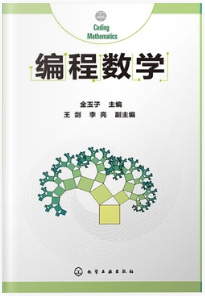 Coding
Mathematics
编程数学
金玉子 主编
王剑 李亮 副主编
化学工业出版社